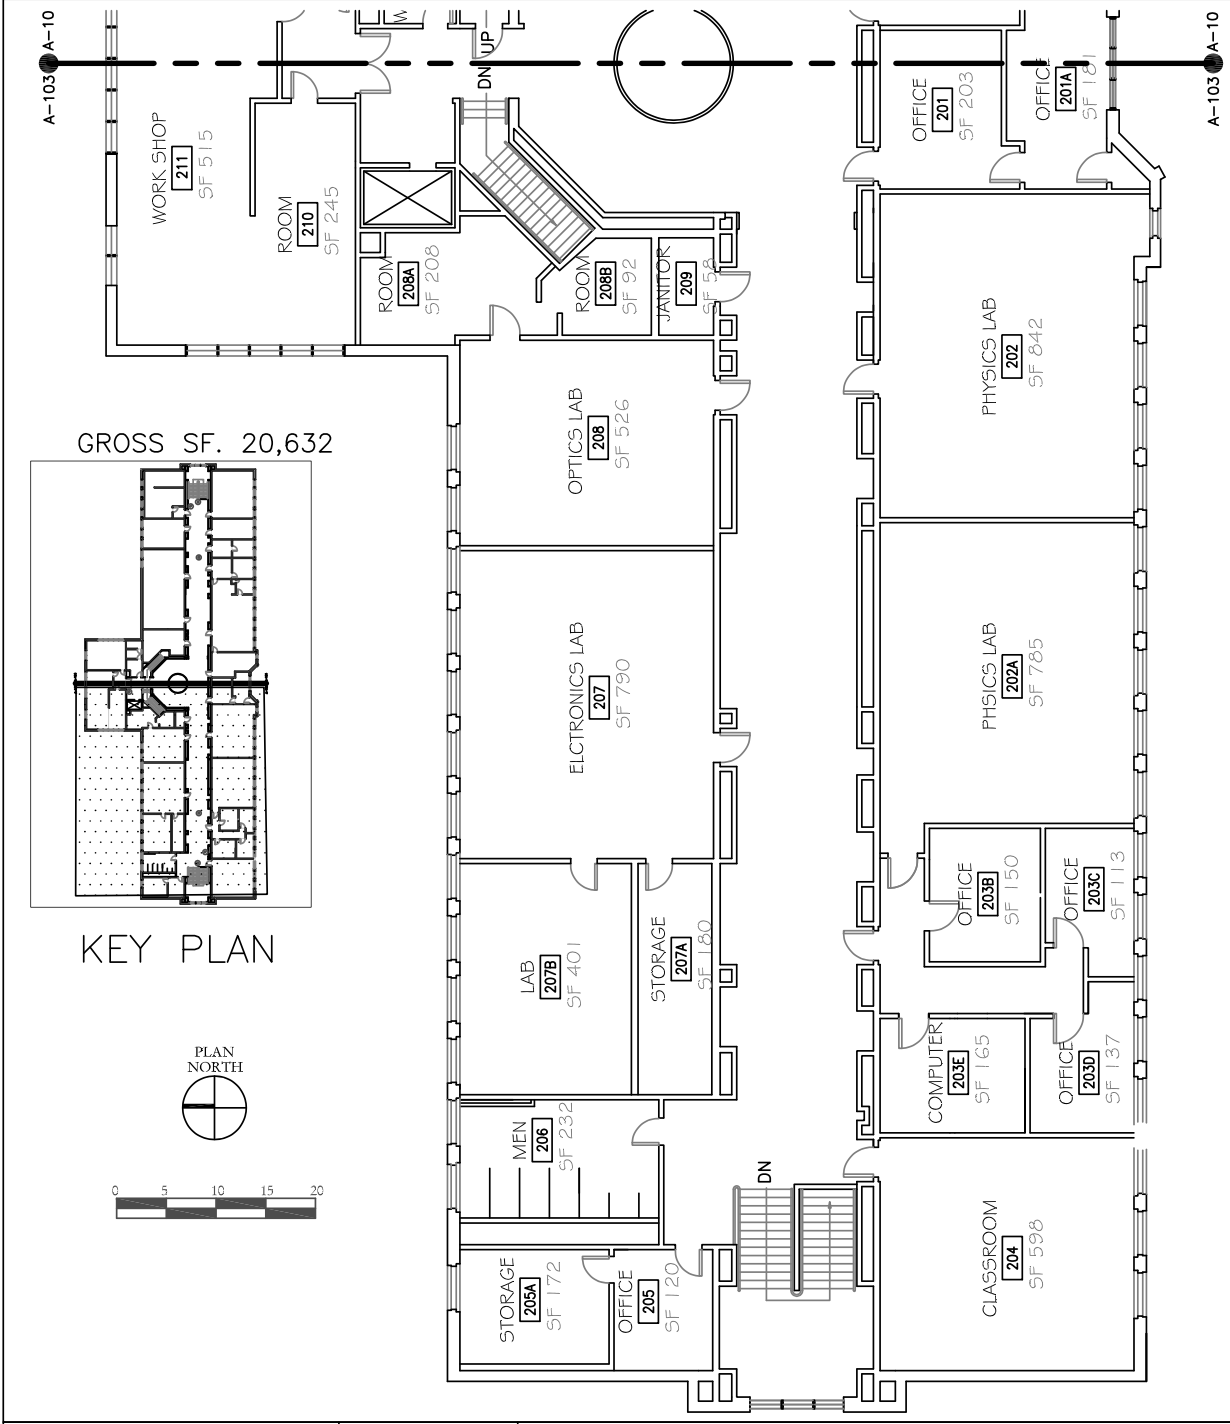 A-10
A-103
W
UP
DN
A-10
A-103
WORK SHOP
211
SF 515
ROOM
210
SF 245
OFFICE
201
SF 203
OFFICE
201A
SF 181
ROOM
208A
SF 208
ROOM
208B
SF 92
JANITOR
209
SF 58
PHYSICS LAB
202
SF 842
OPTICS LAB
208
SF 526
GROSS SF. 20,632
KEY PLAN
ELCTRONICS LAB
207
SF 790
PHSICS LAB
202A
SF 785
OFFICE
203B
SF 150
OFFICE
203C
SF 113
LAB
207B
SF 401
STORAGE
207A
SF 180
PLAN
NORTH
0 5 10 15 20
COMPUTER
203E
SF 165
OFFICE
203D
SF 137
MEN
206
SF 232
DN
STORAGE
205A
SF 172
OFFICE
205
SF 120
CLASSROOM
204
SF 598